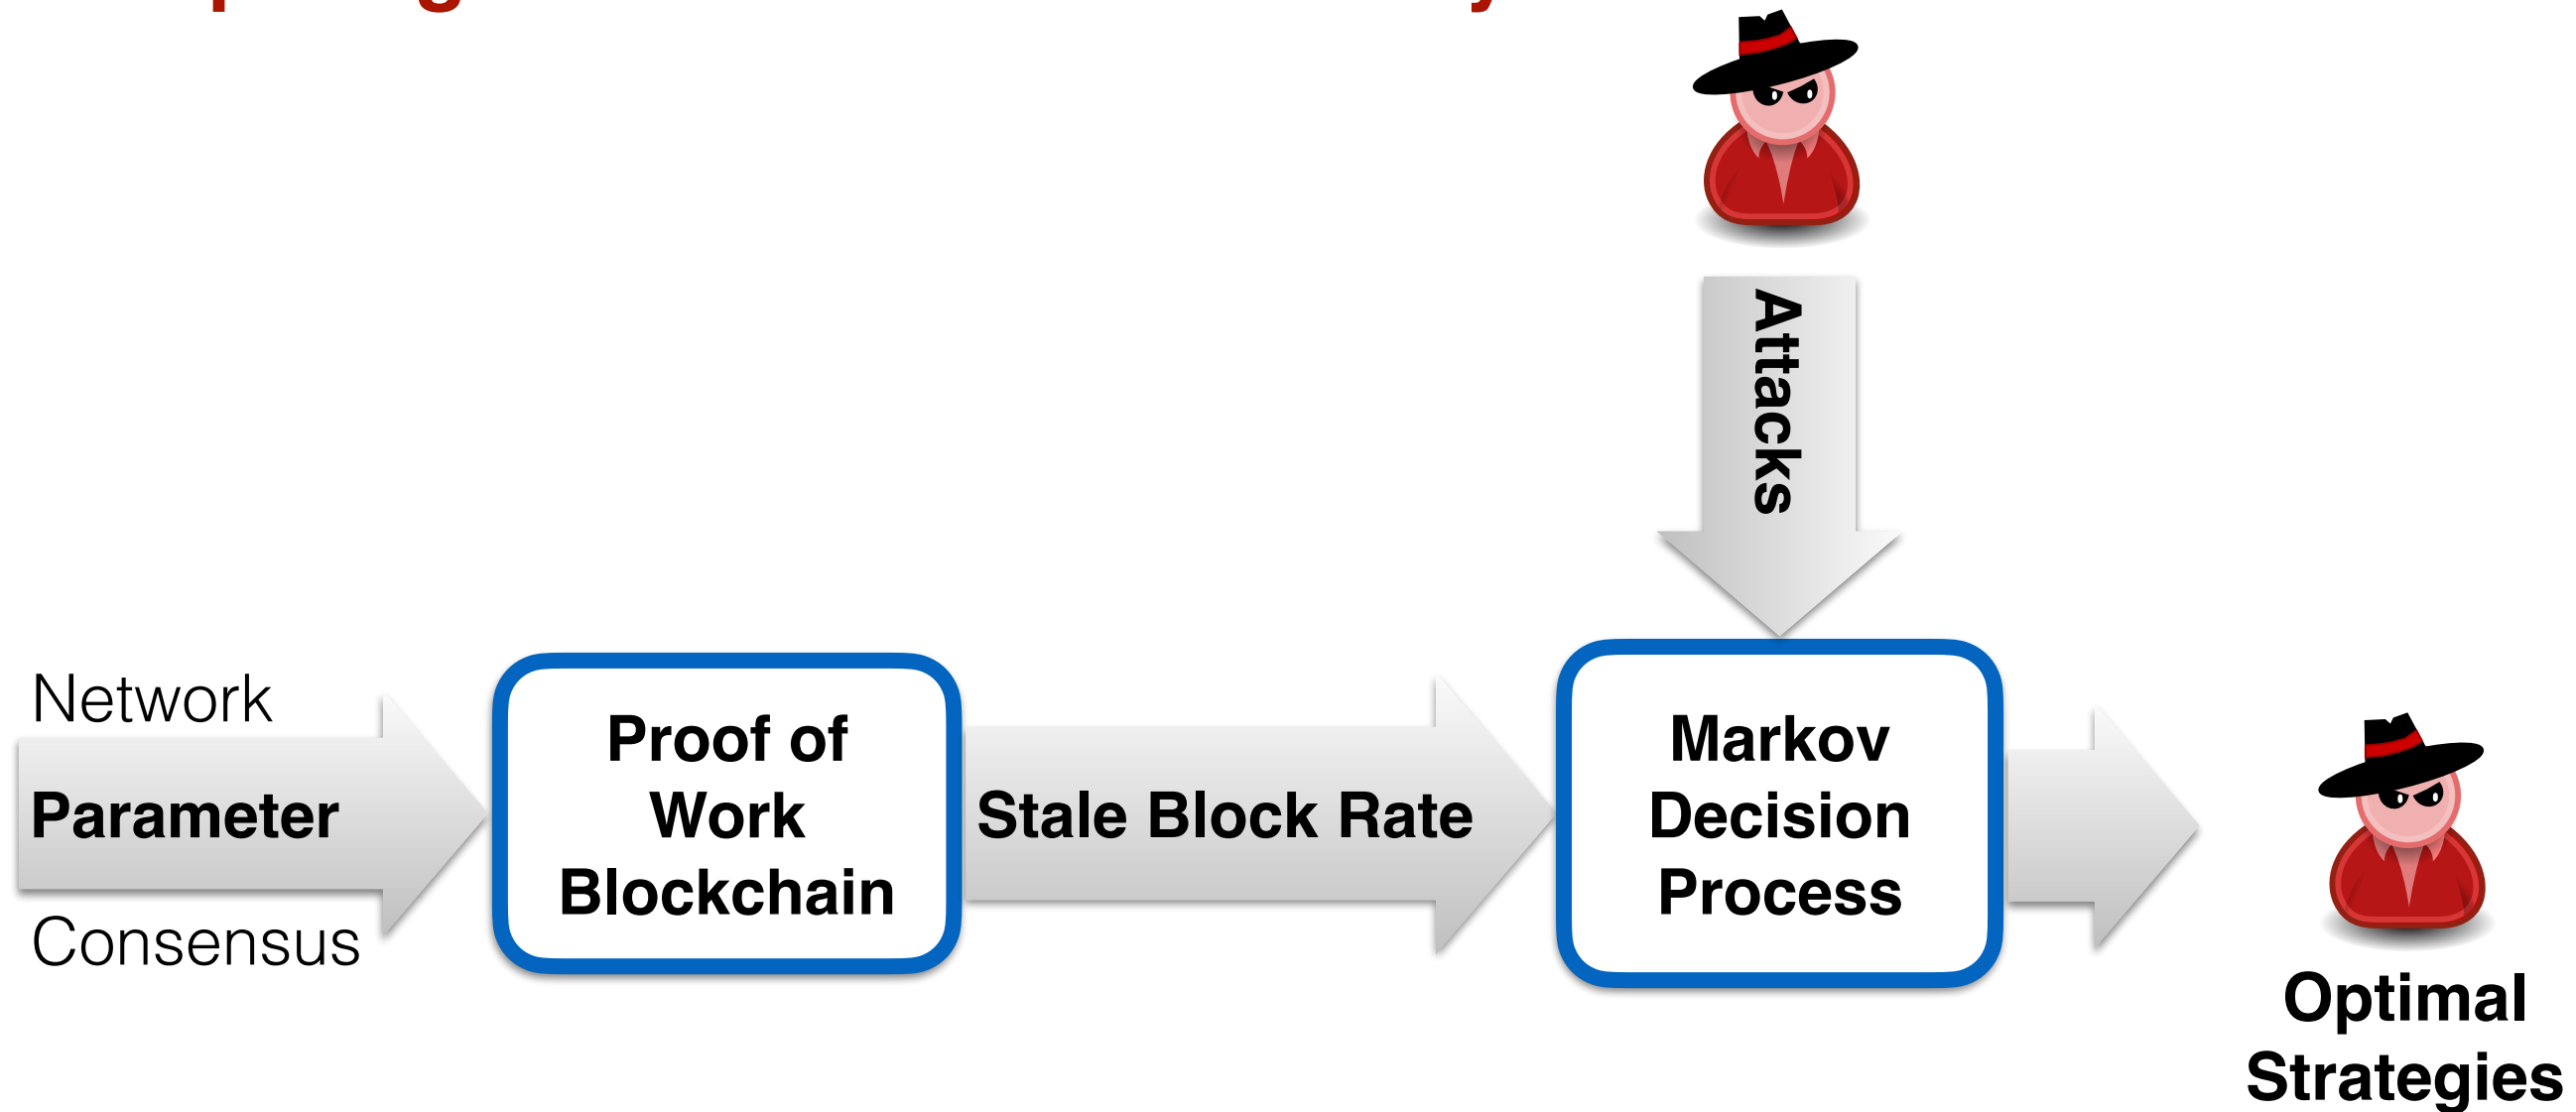 Attacks
Network
Parameter
Consensus
Proof of
Work
Blockchain
Stale Block Rate
Markov
Decision
Process
Optimal
Strategies